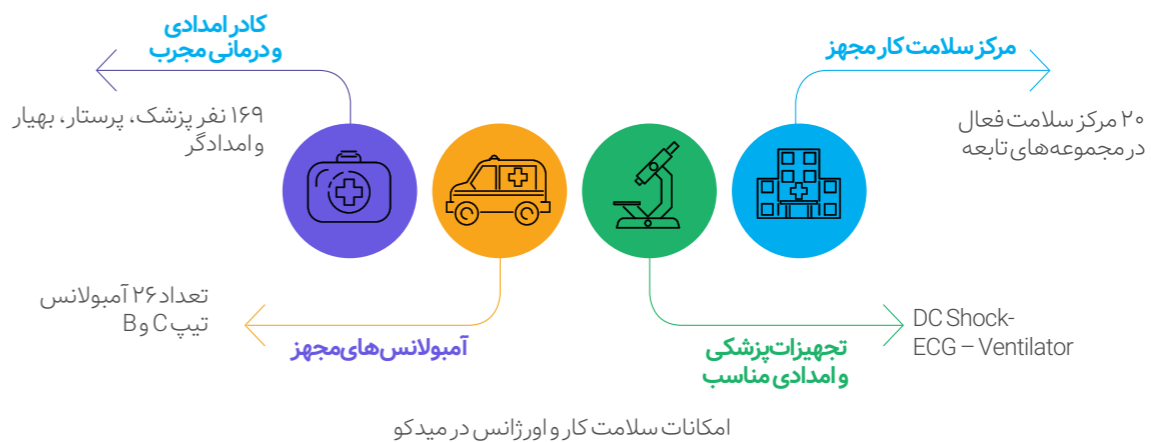 مرکز سلامت کار مجهز
۲۰ مرکز سلامت فعال
در مجموعه‌های تابعه
تجهیزات پزشکی
و امدادی مناسب
DC Shock-
ECG – Ventilator
آمبولانس‌های مجهز
تعداد ۲۶ آمبولانس
تیپ C و B
کادر امدادی
و درمانی مجرب
۱۶۹ نفر پزشک، پرستار، بهیار
و امدادگر
امکانات سلامت کار و اورژانس در میدکو